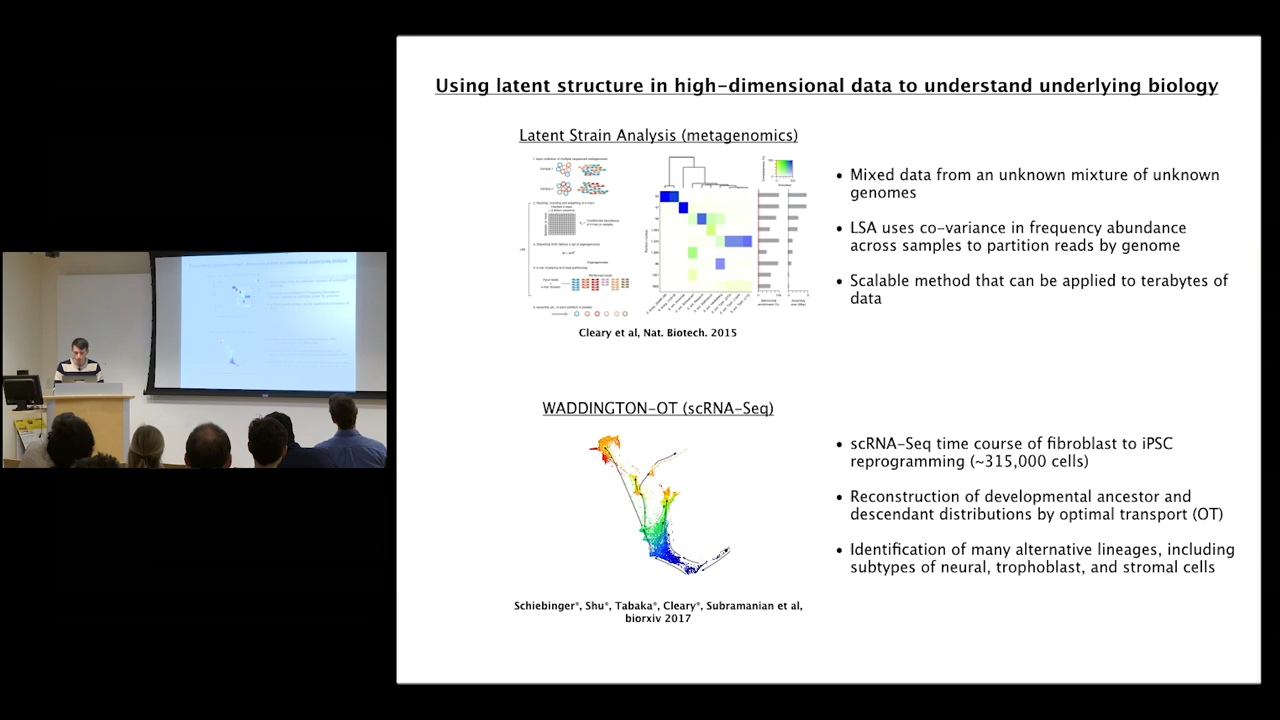 Using latent structure in high-dimensional data to understand underlying biology
Latent Strain Analysis (metagenomics)
Cleary et al, Nat. Biotech. 2015
• Mixed data from an unknown mixture of unknown
genomes
• LSA uses co-variance in frequency abundance
across samples to partition reads by genome
• Scalable method that can be applied to terabytes of
data
WADDINGTON-OT (scRNA-Seq)
Schiebinger*, Shu*, Tabaka*, Cleary*, Subramanian et al,
biorxiv 2017
• scRNA-Seq time course of fibroblast to iPSC
reprogramming (~315,000 cells)
• Reconstruction of developmental ancestor and
descendant distributions by optimal transport (OT)
• Identification of many alternative lineages, including
subtypes of neural, trophoblast, and stromal cells